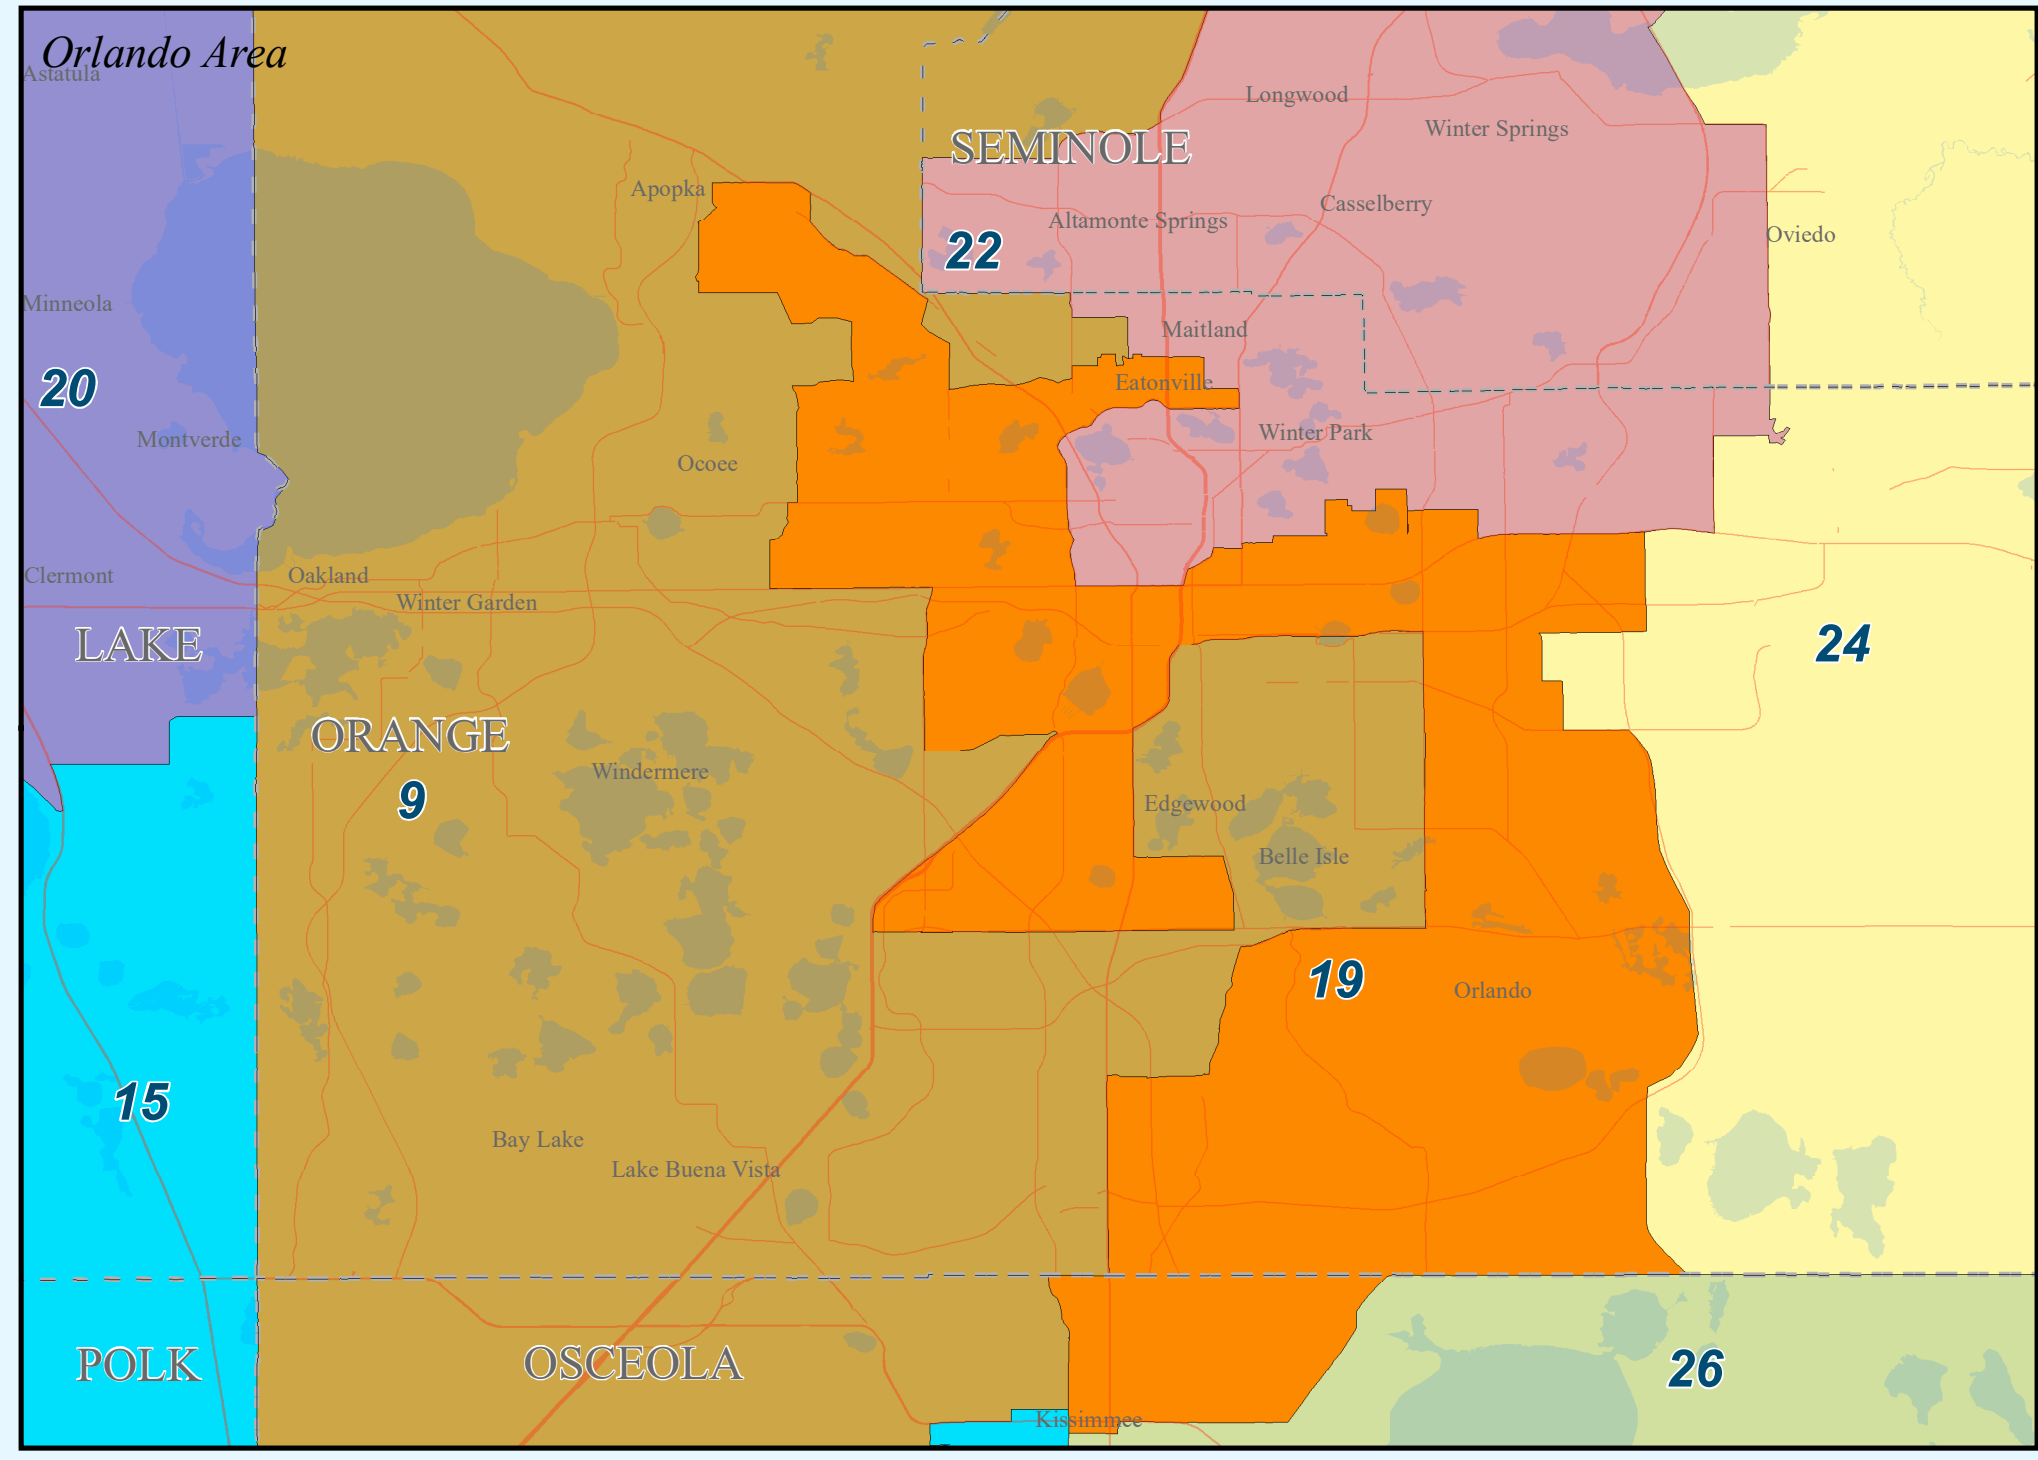 Orlando Area
Astatula
Longwood
Winter Springs
SEMINOLE
Apopka
Casselberry
Altamonte Springs
Oviedo
22
Minneola
Maitland
20
Eatonville
Montverde
Winter Park
Ocoee
Clermont
Oakland
Winter Garden
LAKE
24
ORANGE
Windermere
9
Edgewood
Belle Isle
19
Orlando
15
Bay Lake
Lake Buena Vista
POLK
OSCEOLA
26
Kissimmee